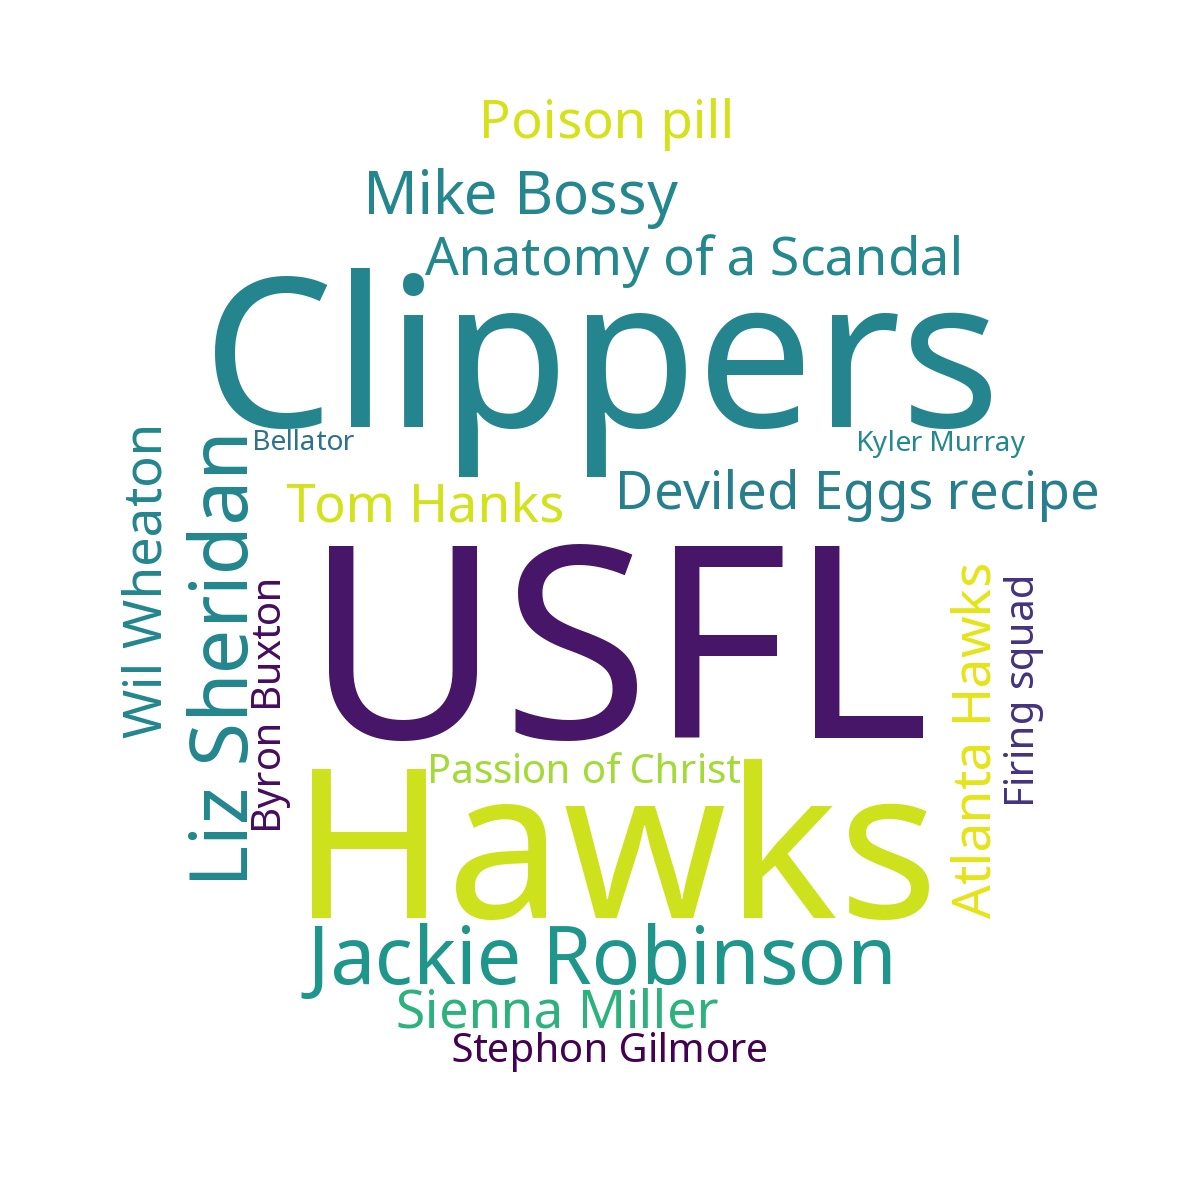 Poison pill
Mike Bossy
Anatomy of a Scandal
Clippers
Bellator
Kyler Murray
Tom Hanks
Deviled Eggs recipe
Wil Wheaton
Liz Sheridan
Byron Buxton
USFL
Atlanta Hawks
Firing squad
Passion of Christ
Hawks
Jackie Robinson
Sienna Miller
Stephon Gilmore